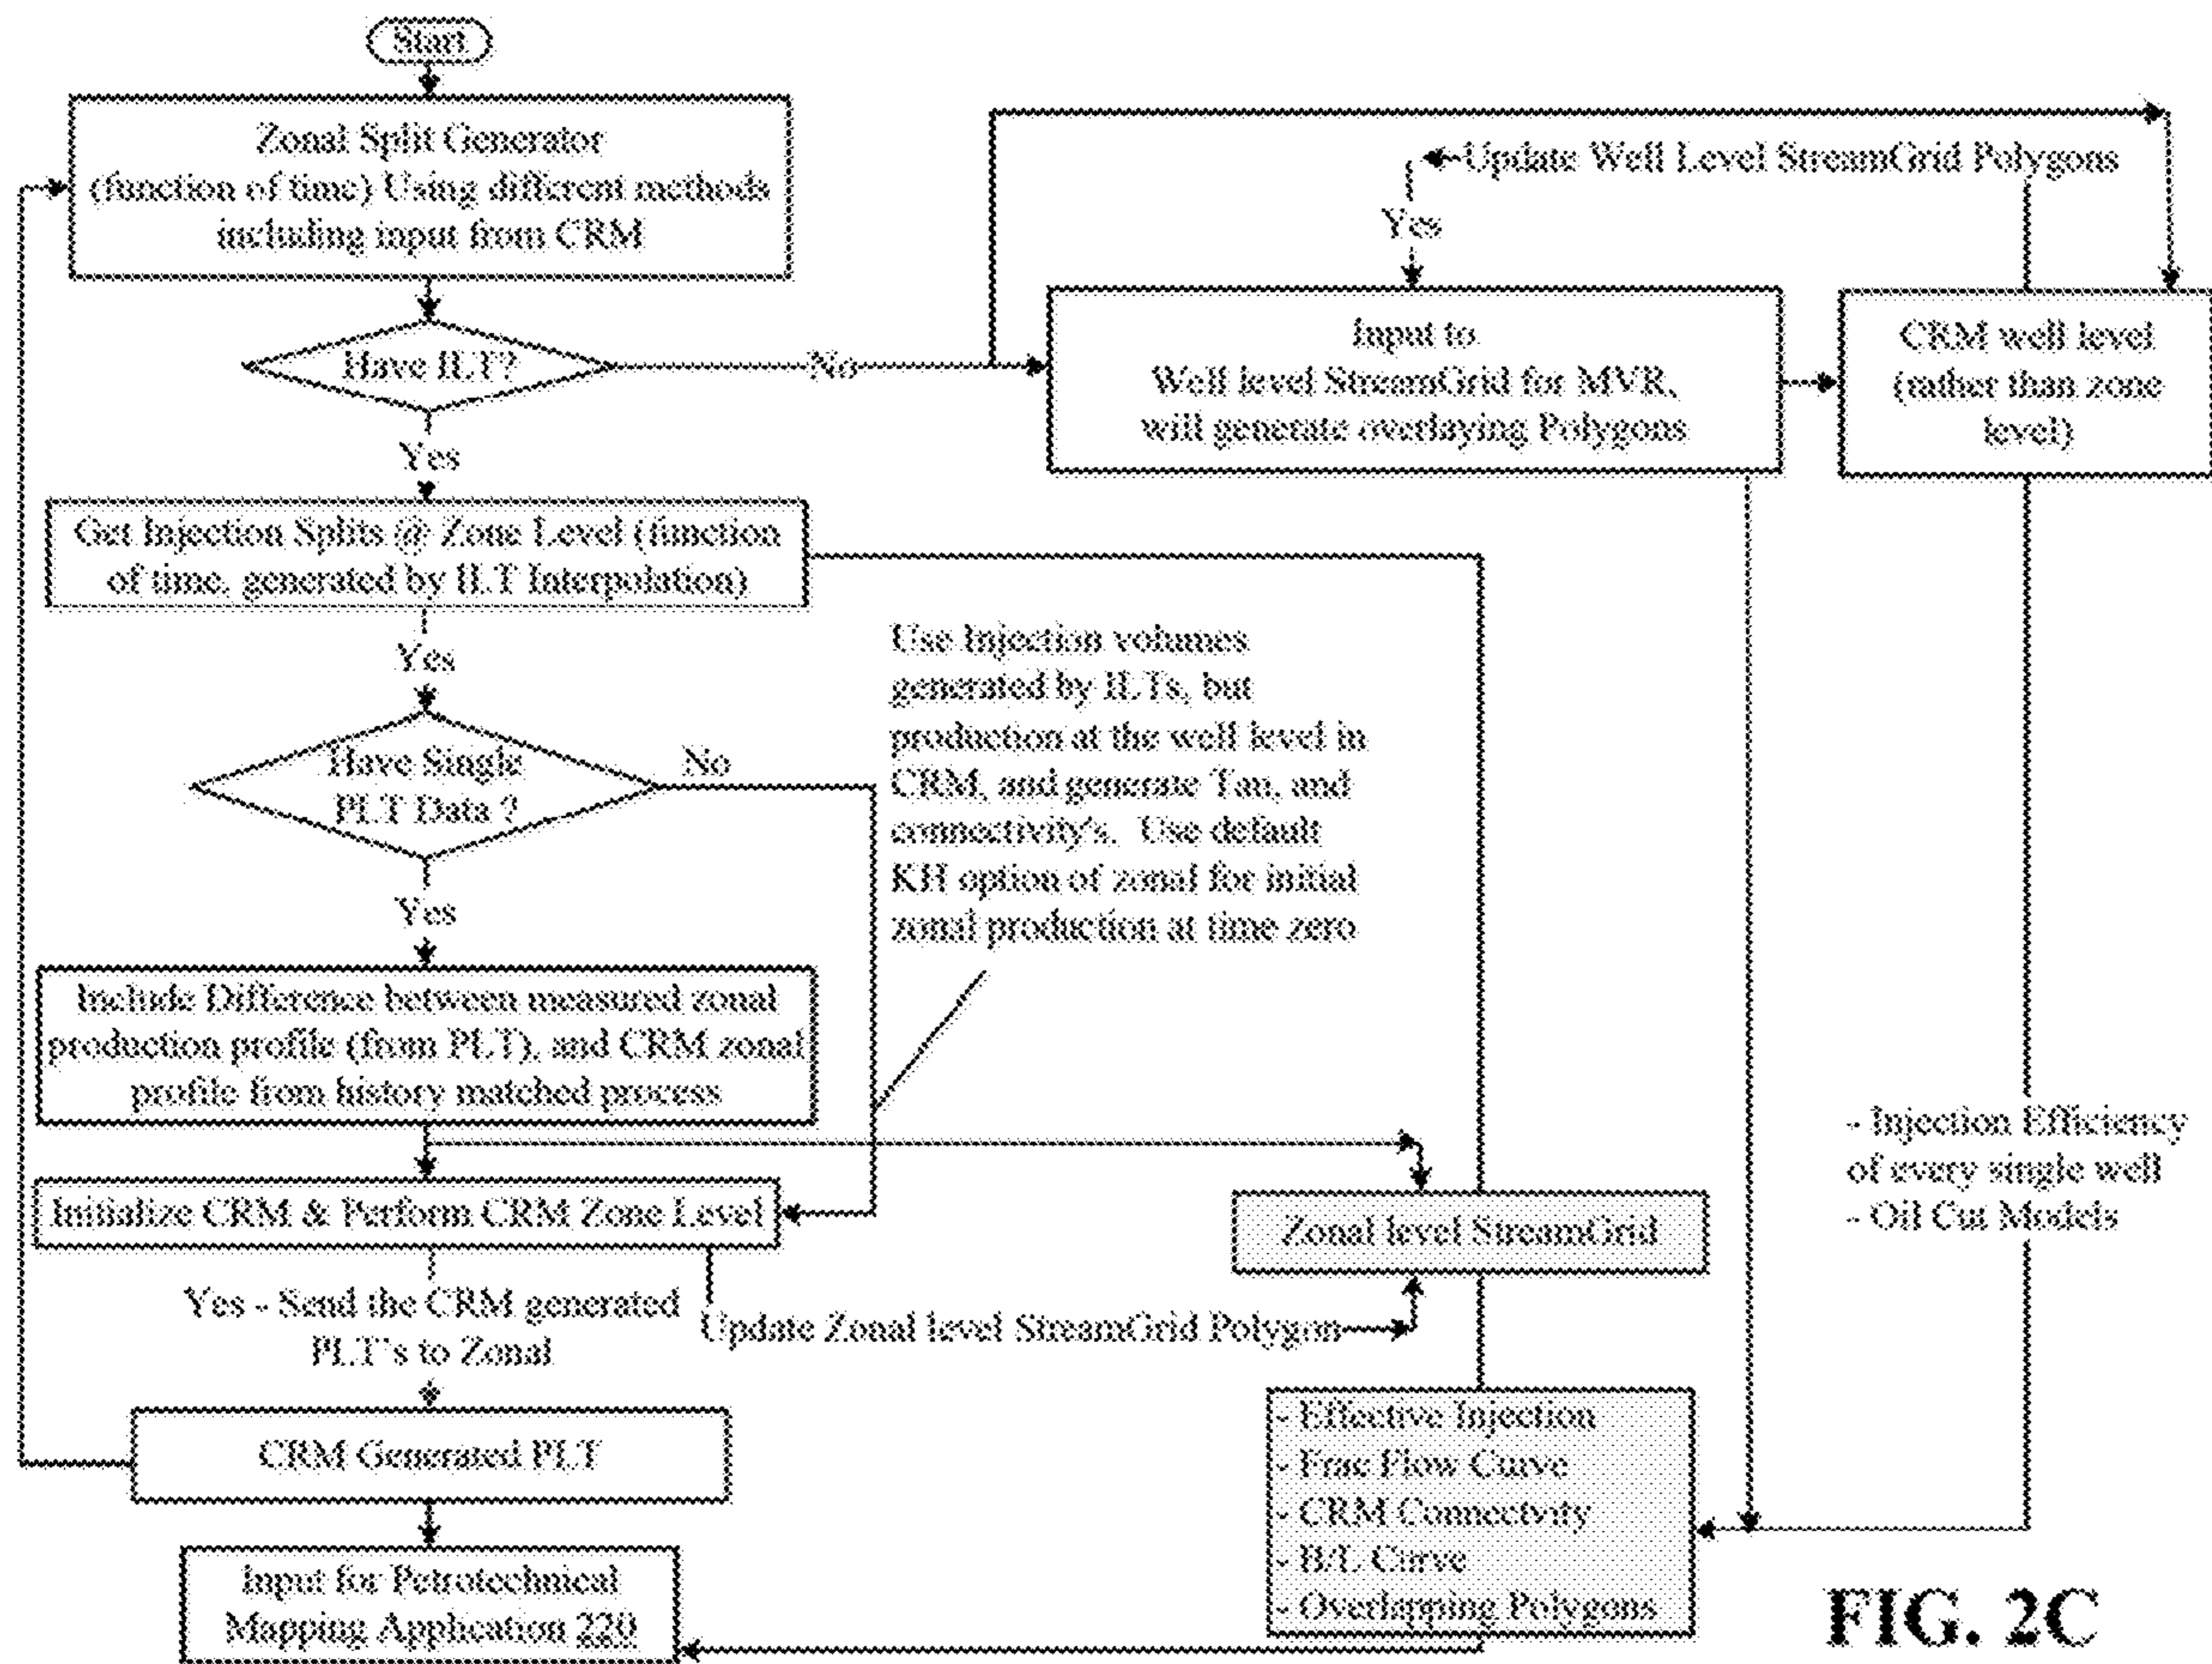 Start
Zonal Split Generator
(function of time) Using different methods
including input from CRM
Have ILT?
No
Yes
Update Well Level StreamGrid Polygons
Yes
Input to
Well level StreamGrid for MVR,
will generate overlaying Polygons
CRM well level
(rather than zone
level)
Get Injection Splits @ Zone Level (function
of time, generated by ILT Interpolation)
Yes
Have Single
PLT Data ?
No
Yes
Use Injection volumes
generated by ILTs, but
production at the well level in
CRM, and generate Tau, and
connectivity's. Use default
KH option of zonal for initial
zonal production at time zero
Include Difference between measured zonal
production profile (from PLT), and CRM zonal
profile from history matched process
Initialize CRM & Perform CRM Zone Level
Zonal level StreamGrid
- Injection Efficiency
of every single well
- Oil Cut Models
Yes - Send the CRM generated
PLT's to Zonal
Update Zonal level StreamGrid Polygon
CRM Generated PLT
- Effective Injection
- Frac Flow Curve
- CRM Connectvity
- B/L Curve
- Overlapping Polygons
Input for Petrotechnical
Mapping Application 220
FIG. 2C